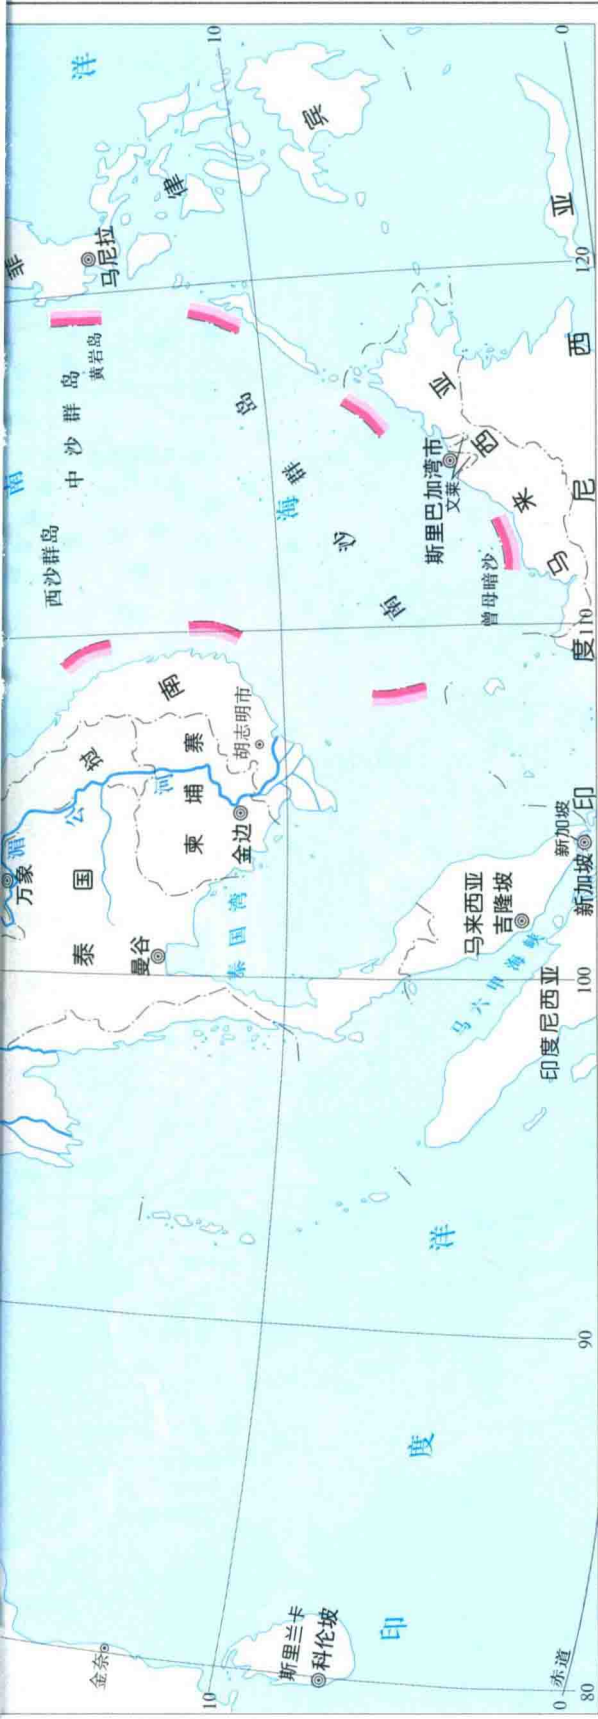 洋
10
0
菲律宾
马尼拉
黄岩岛
中沙群岛
西沙群岛
南海
南沙群岛
120
印度尼西亚
马来西亚
斯里巴加湾市
文莱
曾母暗沙
110
越南
胡志明市
柬埔寨
金边
湄公河
万象
泰国
曼谷
泰国湾
马来西亚
吉隆坡
新加坡
新加坡
马六甲海峡
印度尼西亚
100
90
印度洋
金奈
斯里兰卡
科伦坡
10
0
赤道
80